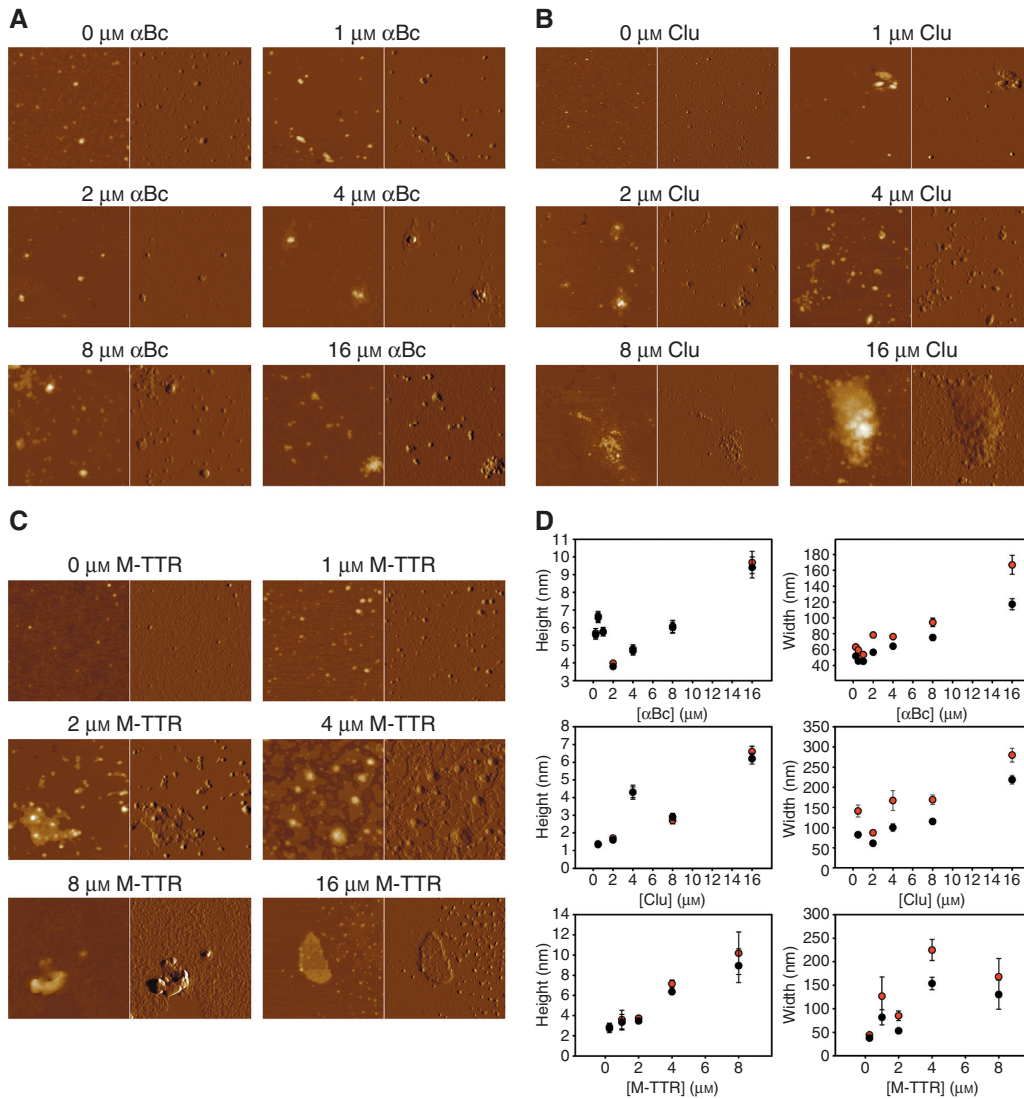 A
0 μM αBc
1 μM αBc
2 μM αBc
4 μM αBc
8 μM αBc
16 μM αBc
B
0 μM Clu
1 μM Clu
2 μM Clu
4 μM Clu
8 μM Clu
16 μM Clu
C
0 μM M-TTR
1 μM M-TTR
2 μM M-TTR
4 μM M-TTR
8 μM M-TTR
16 μM M-TTR
D
Height (nm)
11
10
9
8
7
6
5
4
3
0 2 4 6 8 10 12 14 16
[αBc] (μM)
Width (nm)
180
160
140
120
100
80
60
40
0 2 4 6 8 10 12 14 16
[αBc] (μM)
Height (nm)
8
7
6
5
4
3
2
1
0
0 2 4 6 8 10 12 14 16
[Clu] (μM)
Width (nm)
350
300
250
200
150
100
50
0
0 2 4 6 8 10 12 14 16
[Clu] (μM)
Height (nm)
14
12
10
8
6
4
2
0
0 2 4 6 8
[M-TTR] (μM)
Width (nm)
300
250
200
150
100
50
0
0 2 4 6 8
[M-TTR] (μM)